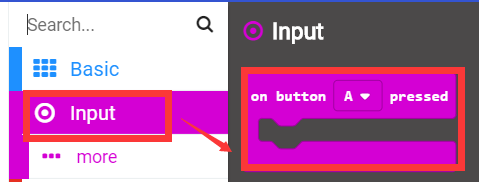 Search...
Basic
Input
more
Input
on button A pressed